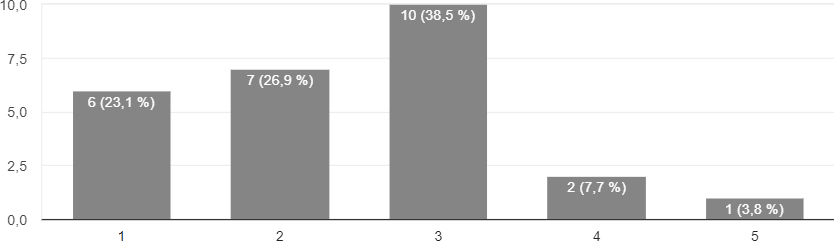 10,0
7,5
5,0
2,5
0,0
6 (23,1 %)
7 (26,9 %)
10 (38,5 %)
2 (7,7 %)
1 (3,8 %)
1
2
3
4
5